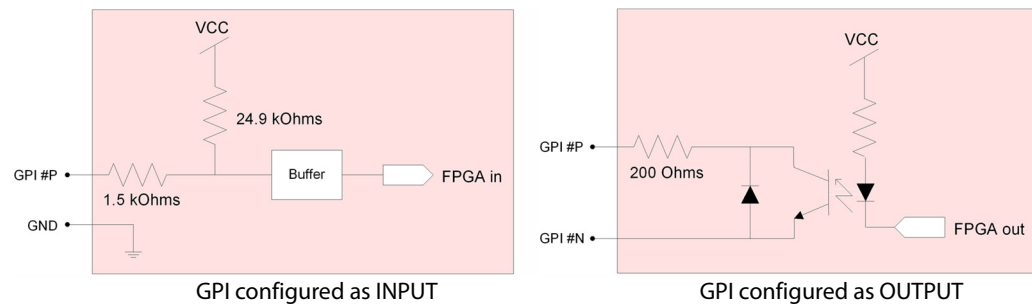 VCC
24.9 kOhms
GPI #P
1.5 kOhms
Buffer
FPGA in
GND
GPI configured as INPUT
VCC
GPI #P
200 Ohms
FPGA out
GPI #N
GPI configured as OUTPUT